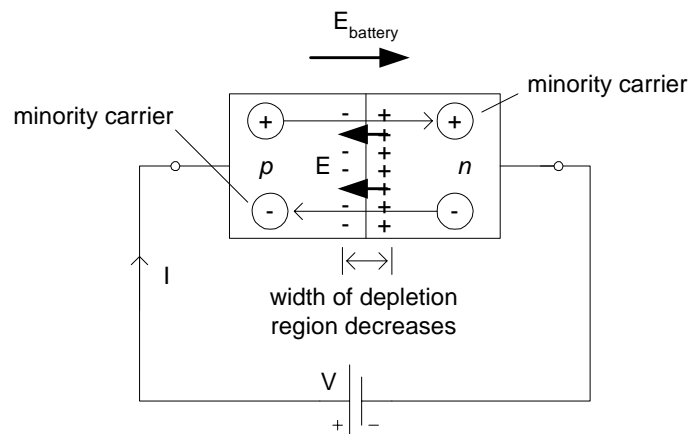 E battery
minority carrier
minority carrier
+ - + +
- +
p E - + n
- +
- - + -
- +
I
width of depletion
region decreases
V
+ -